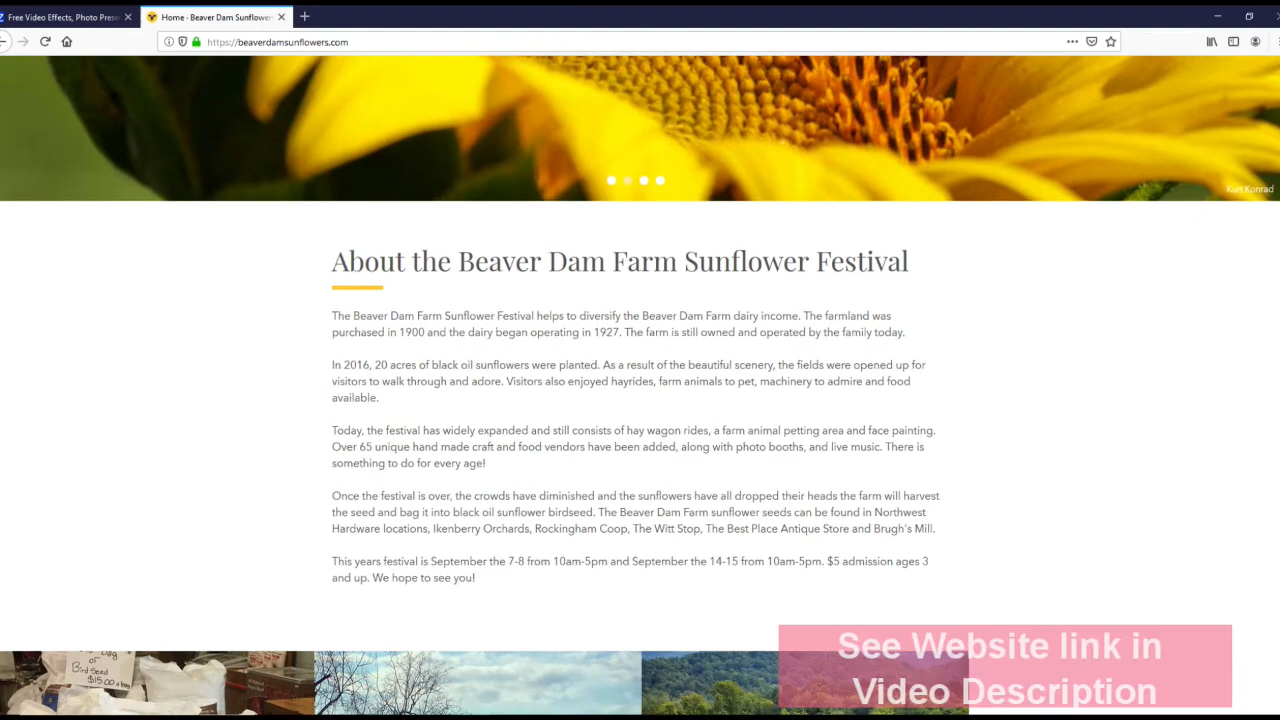 Free Video Effects, Photo Prese
Home - Beaver Dam Sunflower
https://beaverdamsunflowers.com
Kurt Konrad
About the Beaver Dam Farm Sunflower Festival
The Beaver Dam Farm Sunflower Festival helps to diversify the Beaver Dam Farm dairy income. The farmland was
purchased in 1900 and the dairy began operating in 1927. The farm is still owned and operated by the family today.
In 2016, 20 acres of black oil sunflowers were planted. As a result of the beautiful scenery, the fields were opened up for
visitors to walk through and adore. Visitors also enjoyed hayrides, farm animals to pet, machinery to admire and food
available.
Today, the festival has widely expanded and still consists of hay wagon rides, a farm animal petting area and face painting.
Over 65 unique hand made craft and food vendors have been added, along with photo booths, and live music. There is
something to do for every age!
Once the festival is over, the crowds have diminished and the sunflowers have all dropped their heads the farm will harvest
the seed and bag it into black oil sunflower birdseed. The Beaver Dam Farm sunflower seeds can be found in Northwest
Hardware locations, Ikenberry Orchards, Rockingham Coop, The Witt Stop, The Best Place Antique Store and Brugh's Mill.
This years festival is September the 7-8 from 10am-5pm and September the 14-15 from 10am-5pm. $5 admission ages 3
and up. We hope to see you!
or
Bird Seed
$15.00
See Website link in
Video Description